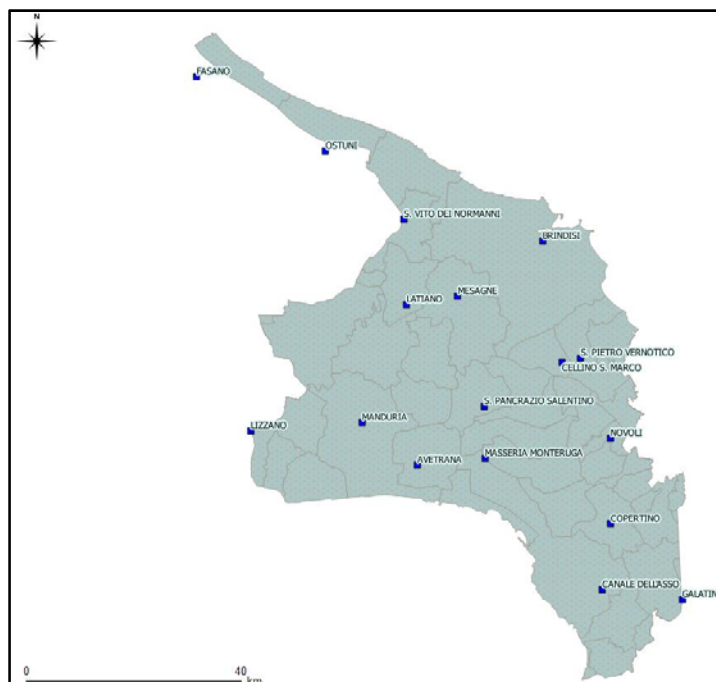 N
FASANO
OSTUNI
S. VITO DEI NORMANNI
BRINDISI
MESAGNE
LATIANO
S. PIETRO VERNOTICO
CELLINO S. MARCO
S. PANCRAZIO SALENTINO
MANDURIA
LIZZANO
NOVOLI
MASSERIA MONTERUGA
AVETRANA
COPERTINO
CANALE DELL'ASSO
GALATIN
0 40
km